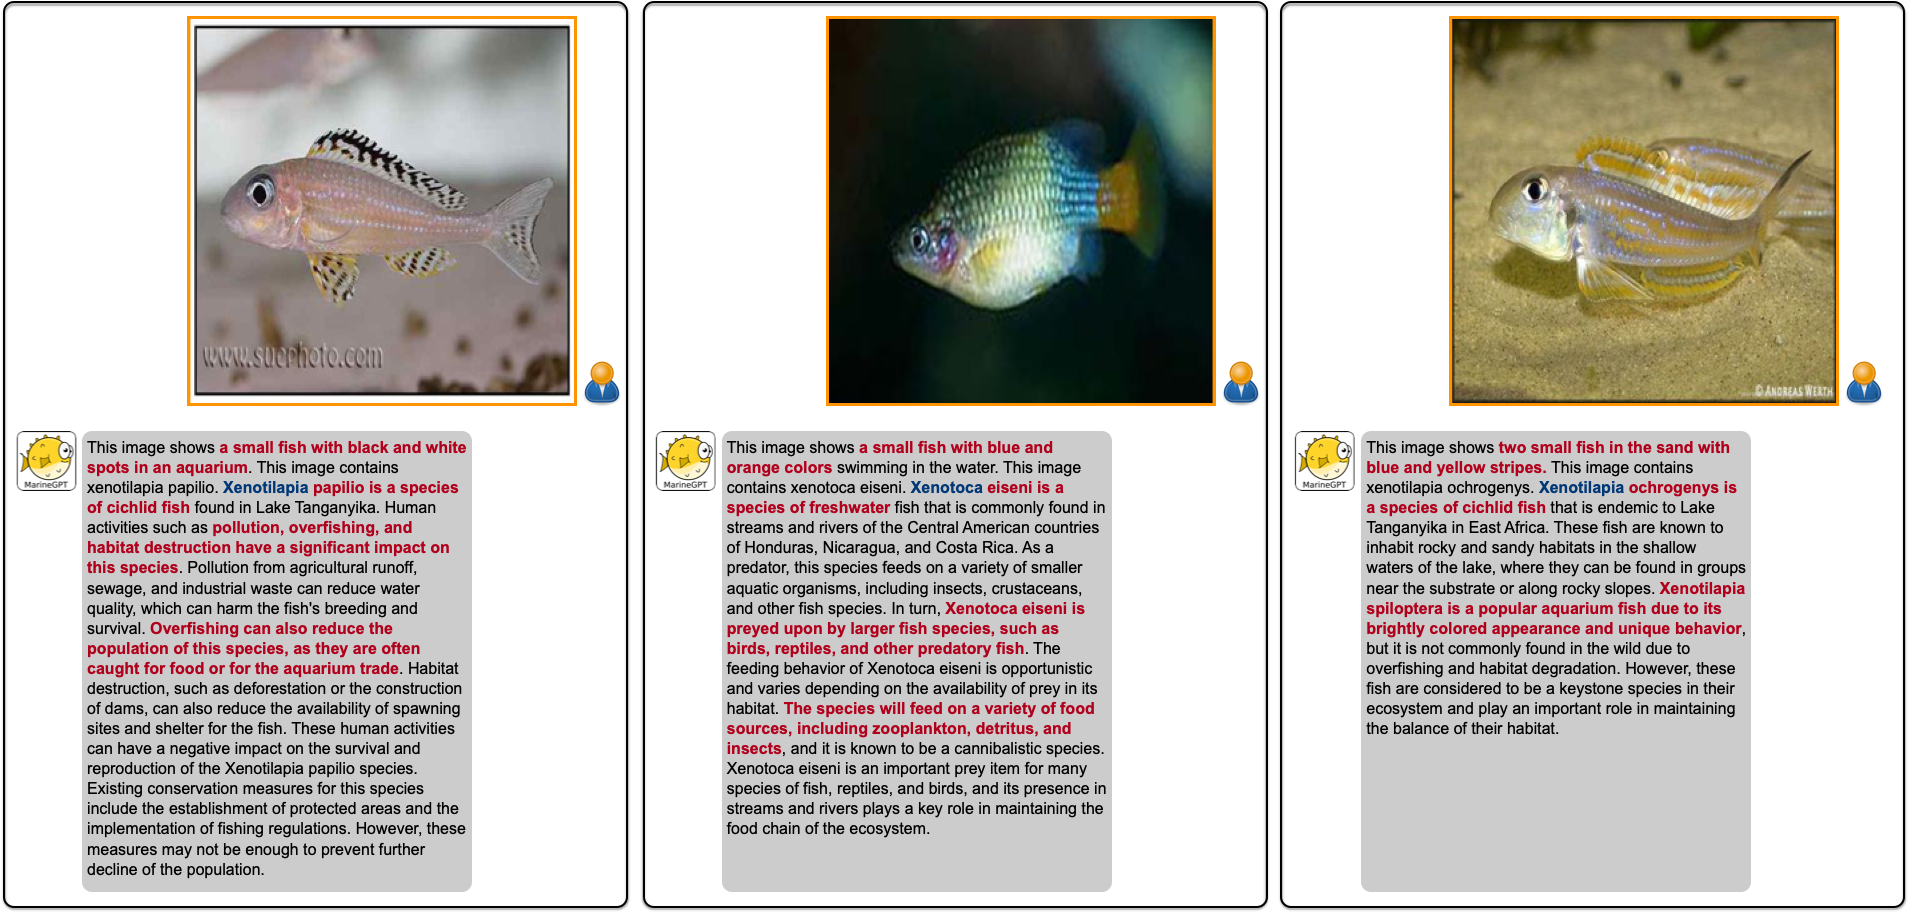 www.suephoto.com
MarineGPT
This image shows a small fish with black and white
spots in an aquarium. This image contains
xenotilapia papilio. Xenotilapia papilio is a species
of cichlid fish found in Lake Tanganyika. Human
activities such as pollution, overfishing, and
habitat destruction have a significant impact on
this species. Pollution from agricultural runoff,
sewage, and industrial waste can reduce water
quality, which can harm the fish's breeding and
survival. Overfishing can also reduce the
population of this species, as they are often
caught for food or for the aquarium trade. Habitat
destruction, such as deforestation or the construction
of dams, can also reduce the availability of spawning
sites and shelter for the fish. These human activities
can have a negative impact on the survival and
reproduction of the Xenotilapia papilio species.
Existing conservation measures for this species
include the establishment of protected areas and the
implementation of fishing regulations. However, these
measures may not be enough to prevent further
decline of the population.
MarineGPT
This image shows a small fish with blue and
orange colors swimming in the water. This image
contains xenotoca eiseni. Xenotoca eiseni is a
species of freshwater fish that is commonly found in
streams and rivers of the Central American countries
of Honduras, Nicaragua, and Costa Rica. As a
predator, this species feeds on a variety of smaller
aquatic organisms, including insects, crustaceans,
and other fish species. In turn, Xenotoca eiseni is
preyed upon by larger fish species, such as
birds, reptiles, and other predatory fish. The
feeding behavior of Xenotoca eiseni is opportunistic
and varies depending on the availability of prey in its
habitat. The species will feed on a variety of food
sources, including zooplankton, detritus, and
insects, and it is known to be a cannibalistic species.
Xenotoca eiseni is an important prey item for many
species of fish, reptiles, and birds, and its presence in
streams and rivers plays a key role in maintaining the
food chain of the ecosystem.
© ANDREAS WERTH
MarineGPT
This image shows two small fish in the sand with
blue and yellow stripes. This image contains
xenotilapia ochrogenys. Xenotilapia ochrogenys is
a species of cichlid fish that is endemic to Lake
Tanganyika in East Africa. These fish are known to
inhabit rocky and sandy habitats in the shallow
waters of the lake, where they can be found in groups
near the substrate or along rocky slopes. Xenotilapia
spiloptera is a popular aquarium fish due to its
brightly colored appearance and unique behavior,
but it is not commonly found in the wild due to
overfishing and habitat degradation. However, these
fish are considered to be a keystone species in their
ecosystem and play an important role in maintaining
the balance of their habitat.